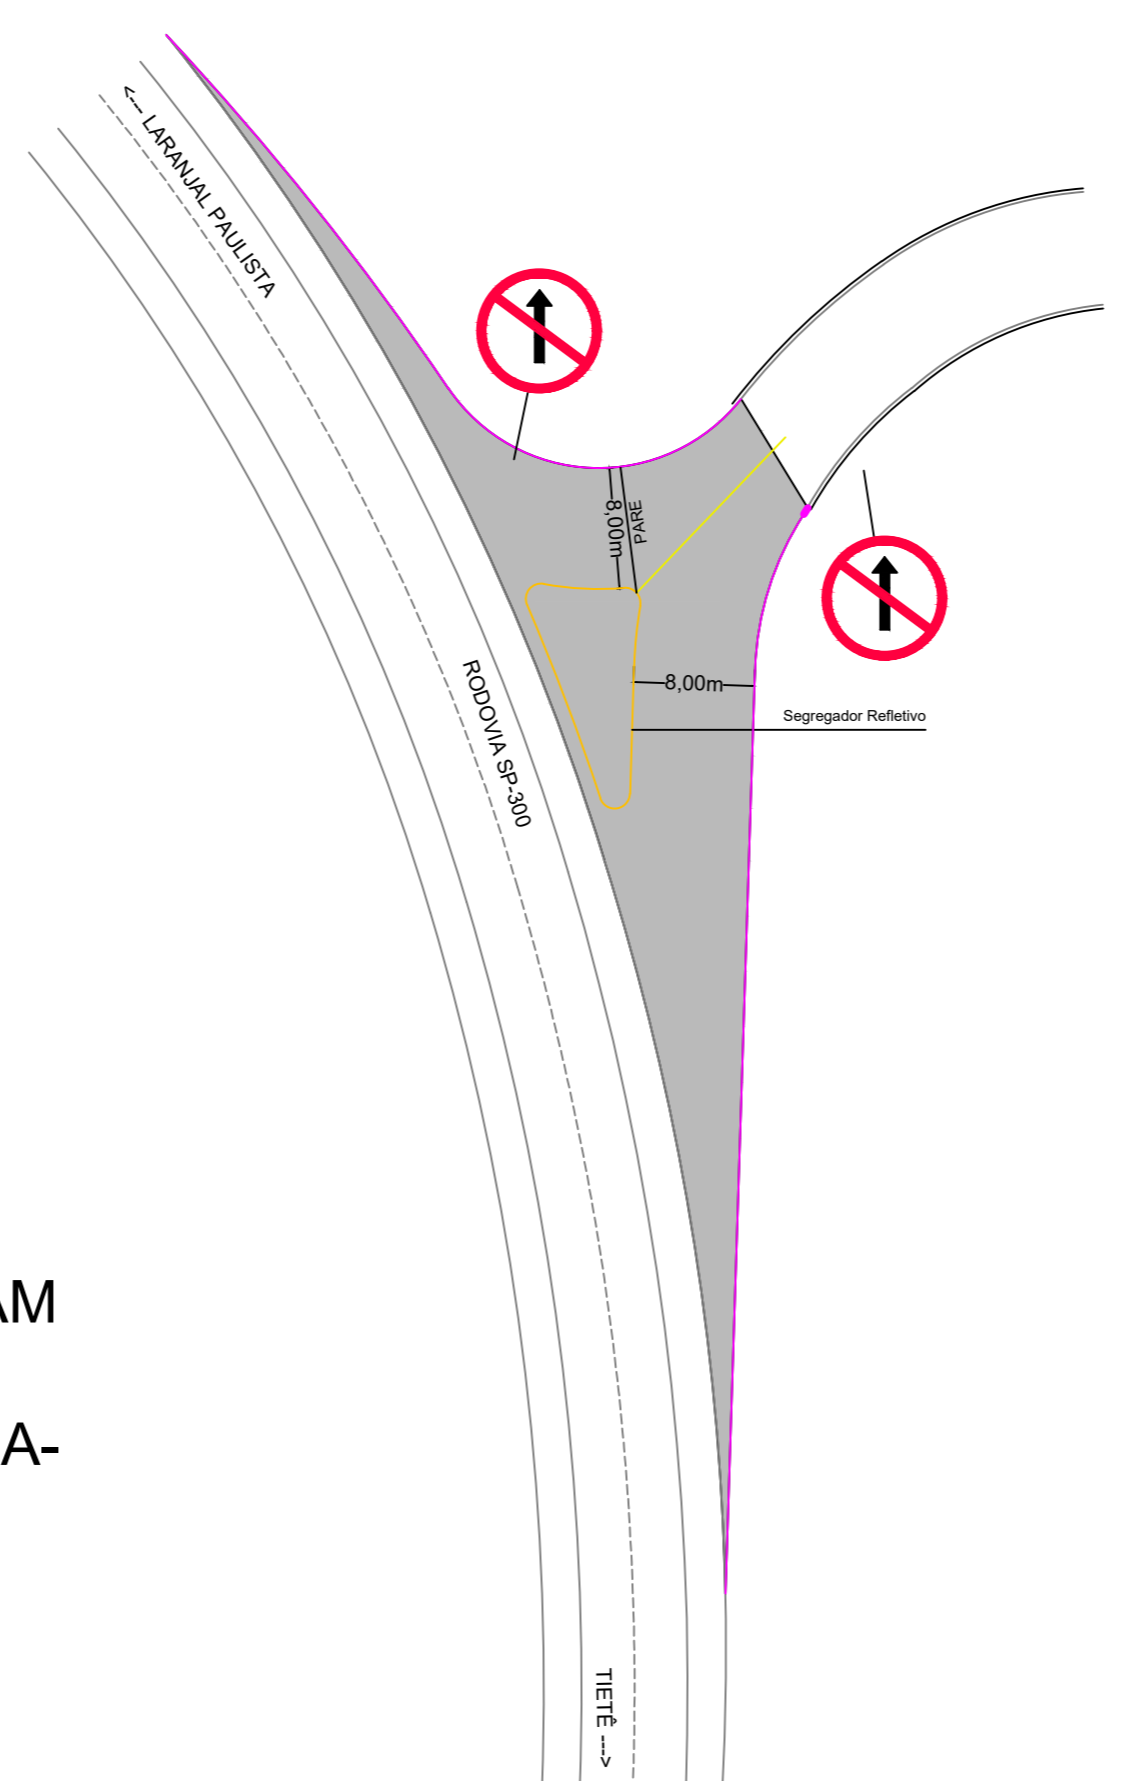 <--- LARANJAL PAULISTA
8,00m
PARE
8,00m
Segregador Refletivo
RODOVIA SP-300
AM
A-
TIETÊ --->